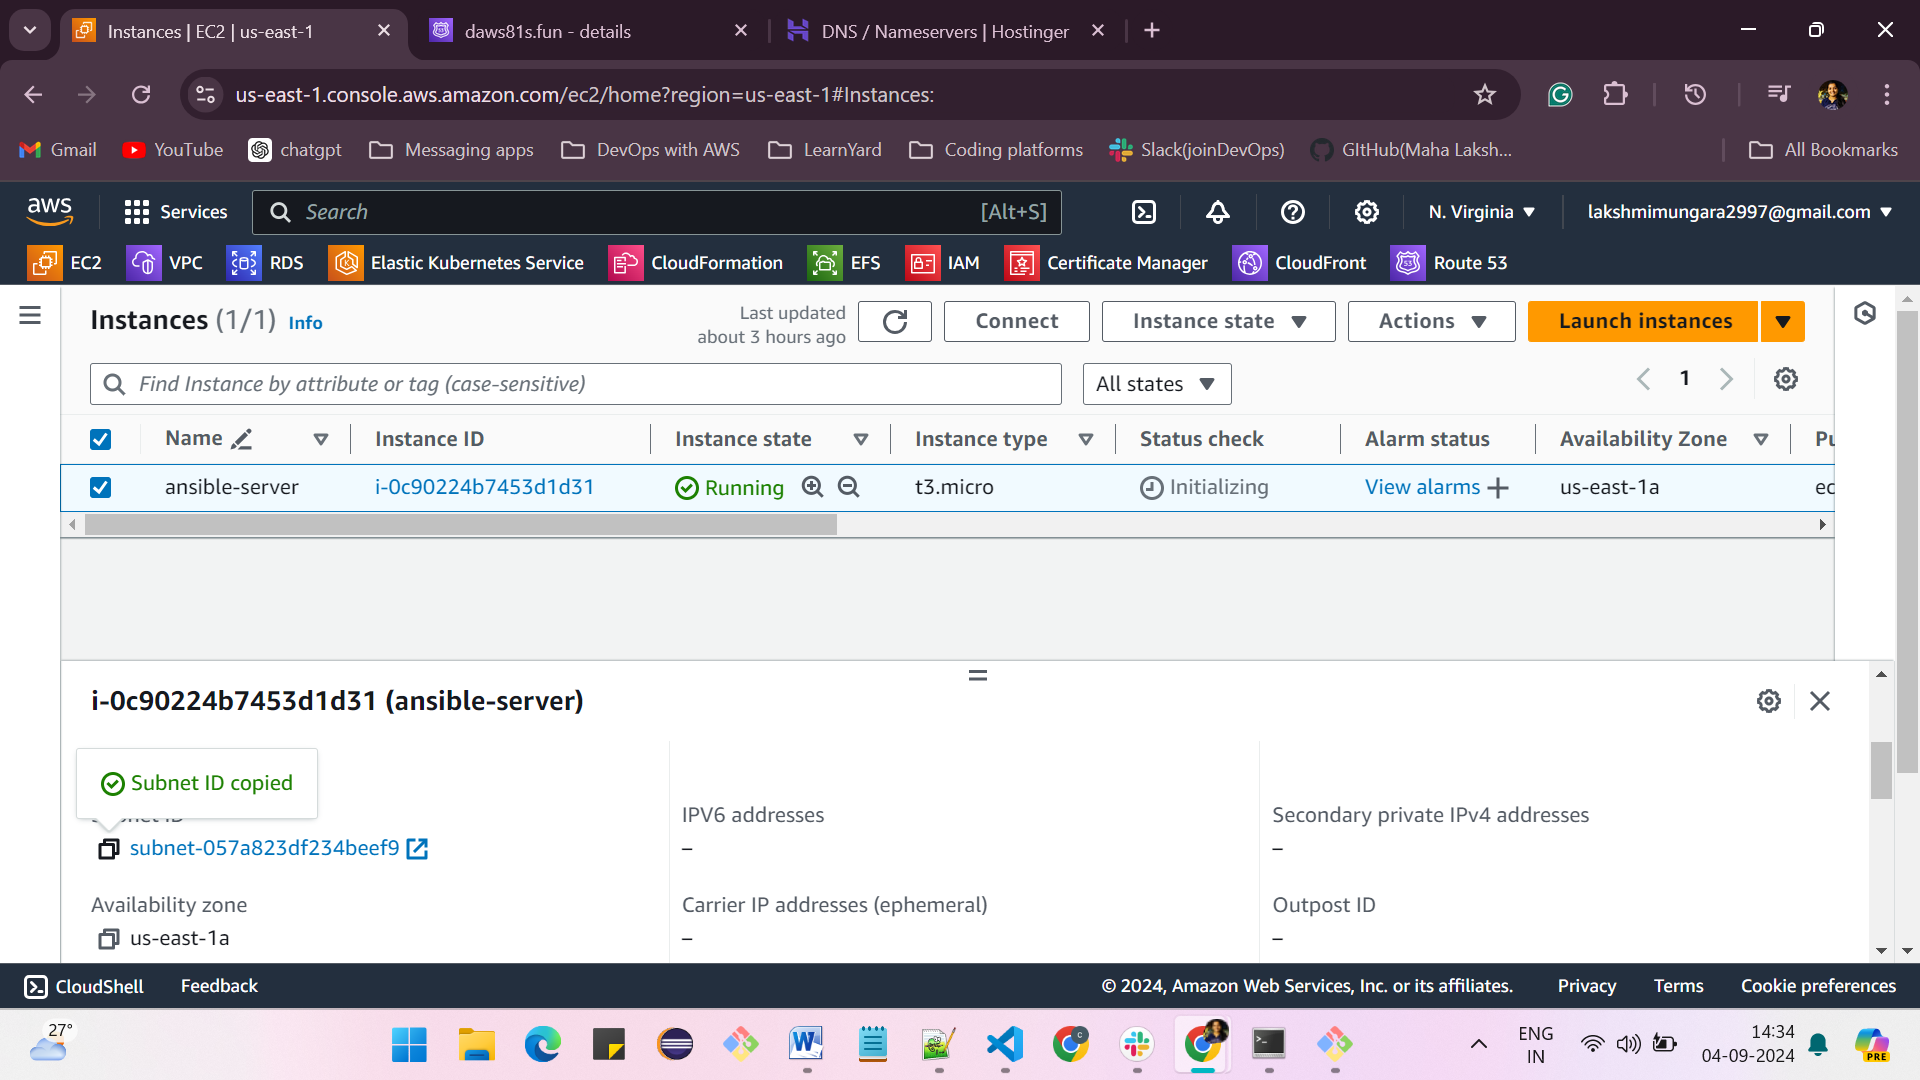 Instances | EC2 | us-east-1
daws81s.fun - details
DNS / Nameservers | Hostinger
us-east-1.console.aws.amazon.com/ec2/home?region=us-east-1#Instances:
Gmail
YouTube
chatgpt
Messaging apps
DevOps with AWS
LearnYard
Coding platforms
Slack(joinDevOps)
GItHub(Maha Laksh...
All Bookmarks
aws
Services
Search
[Alt+S]
N. Virginia
lakshmimungara2997@gmail.com
EC2
VPC
RDS
Elastic Kubernetes Service
CloudFormation
EFS
IAM
Certificate Manager
CloudFront
Route 53
Instances (1/1) Info
Last updated
about 3 hours ago
Connect
Instance state
Actions
Launch instances
Find Instance by attribute or tag (case-sensitive)
All states
1
Name
Instance ID
Instance state
Instance type
Status check
Alarm status
Availability Zone
Pu
ansible-server
i-0c90224b7453d1d31
Running
t3.micro
Initializing
View alarms
us-east-1a
ec
i-0c90224b7453d1d31 (ansible-server)
Subnet ID copied
subnet-057a823df234beef9
IPV6 addresses
–
Secondary private IPv4 addresses
–
Availability zone
us-east-1a
Carrier IP addresses (ephemeral)
–
Outpost ID
–
CloudShell
Feedback
© 2024, Amazon Web Services, Inc. or its affiliates.
Privacy
Terms
Cookie preferences
27°
ENG
IN
14:34
04-09-2024
PRE